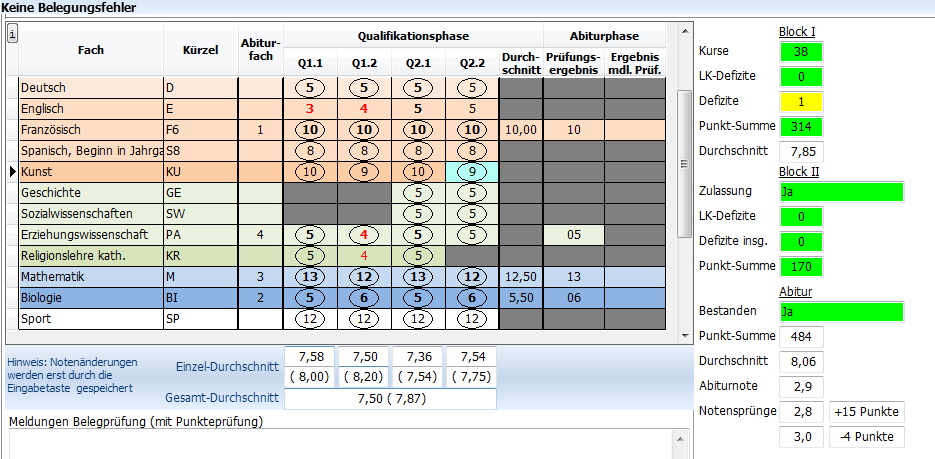 Keine Belegungsfehler
i
Fach Kürzel Abitur-fach Qualifikationsphase Abiturphase
Q1.1 Q1.2 Q2.1 Q2.2 Durch-schnitt Prüfungs-ergebnis Ergebnis mdl. Prüf.
Deutsch D 5 5 5 5
Englisch E 3 4 5 5
Französisch F6 1 10 10 10 10 10,00 10
Spanisch, Beginn in Jahrga S8 8 8 8 8
Kunst KU 10 9 10 9
Geschichte GE 5 5
Sozialwissenschaften SW 5 5
Erziehungswissenschaft PA 4 5 4 5 5 05
Religionslehre kath. KR 5 4 5
Mathematik M 3 13 12 13 12 12,50 13
Biologie BI 2 5 6 5 6 5,50 06
Sport SP 12 12 12 12
Hinweis: Notenänderungen
werden erst durch die
Eingabetaste gespeichert
Einzel-Durchschnitt 7,58 7,50 7,36 7,54
( 8,00) ( 8,20) ( 7,54) ( 7,75)
Gesamt-Durchschnitt 7,50 ( 7,87)
Meldungen Belegprüfung (mit Punkteprüfung)
Block I
Kurse 38
LK-Defizite 0
Defizite 1
Punkt-Summe 314
Durchschnitt 7,85
Block II
Zulassung Ja
LK-Defizite 0
Defizite insg. 0
Punkt-Summe 170
Abitur
Bestanden Ja
Punkt-Summe 484
Durchschnitt 8,06
Abiturnote 2,9
Notensprünge 2,8 +15 Punkte
3,0 -4 Punkte